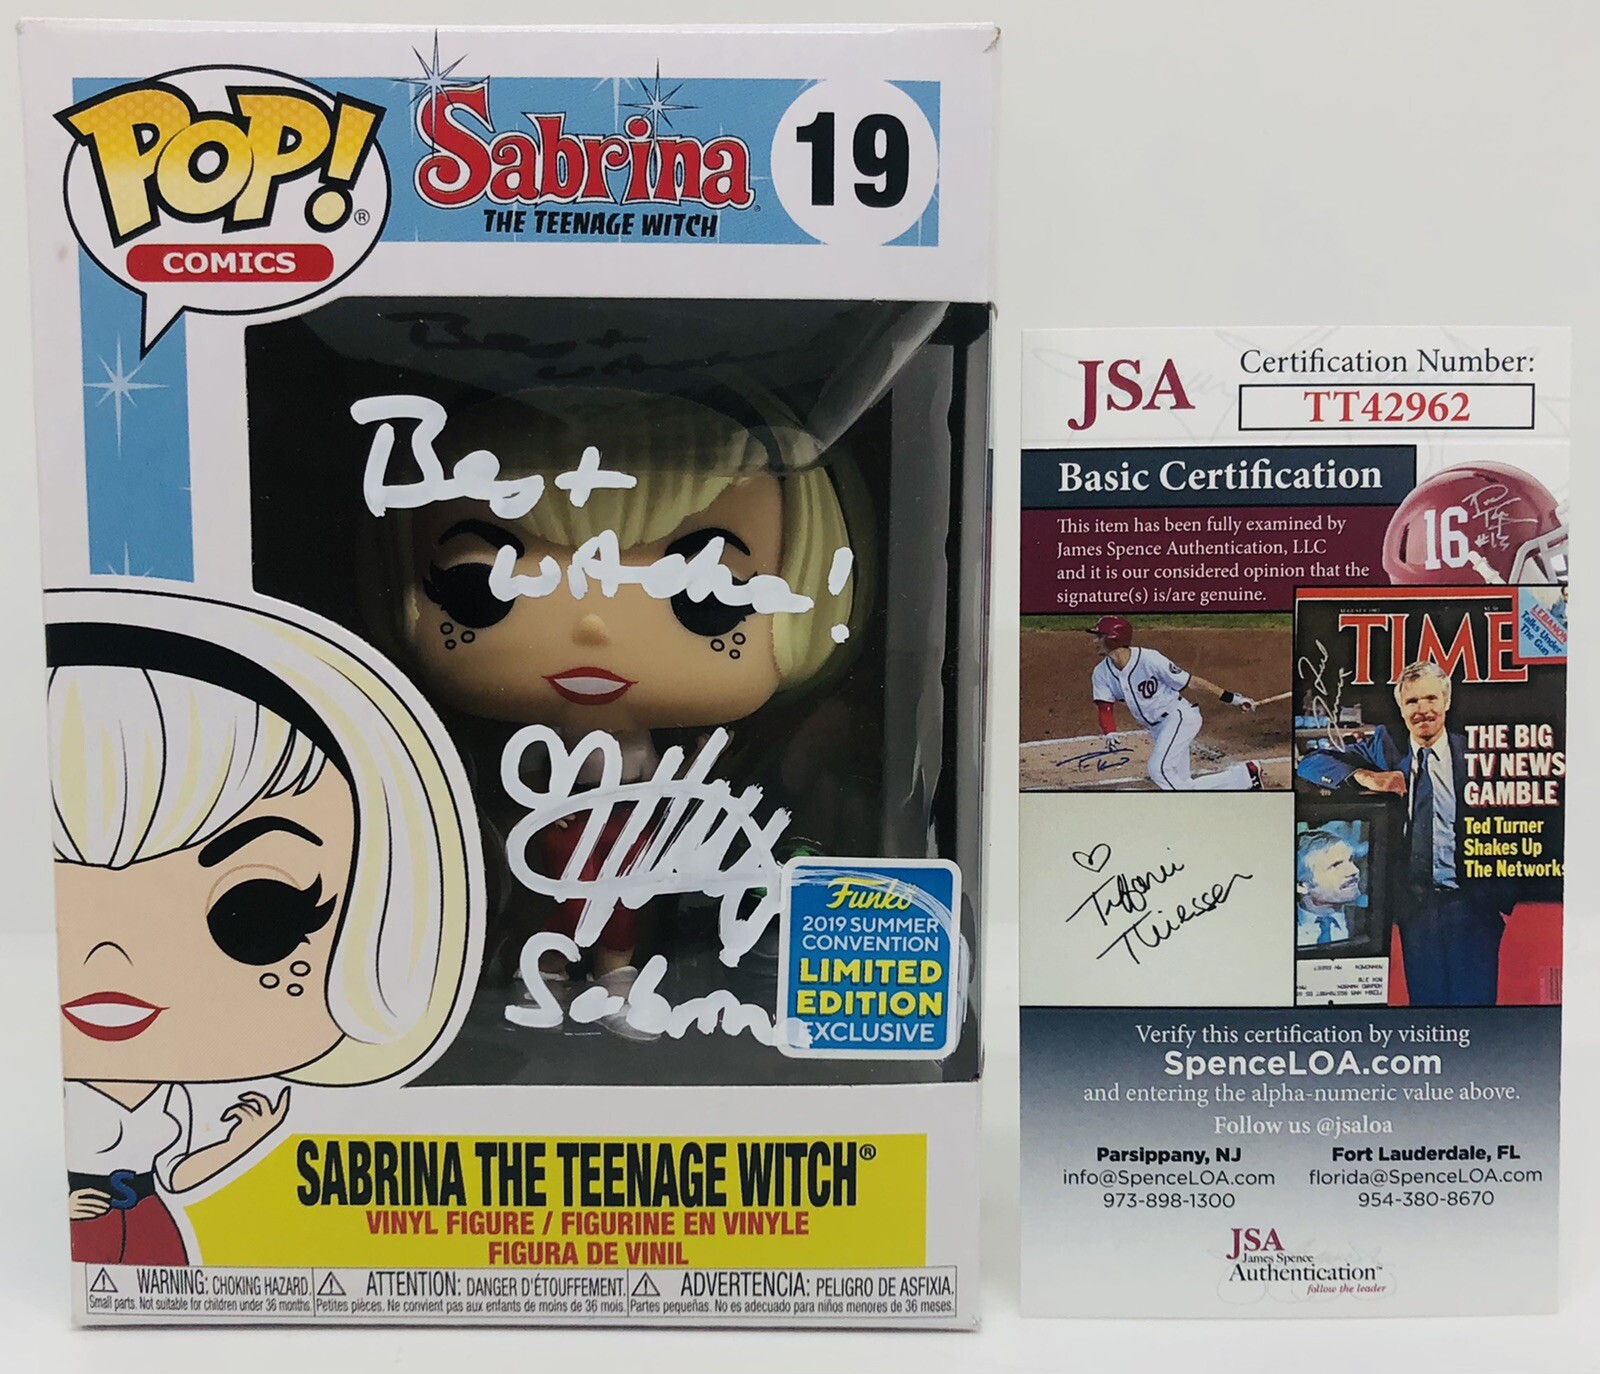 POP!®
COMICS
Sabrina®
THE TEENAGE WITCH
19
Best
witches!
Sabrina
Funko®
2019 SUMMER
CONVENTION
LIMITED
EDITION
EXCLUSIVE
S
SABRINA THE TEENAGE WITCH®
VINYL FIGURE / FIGURINE EN VINYLE
FIGURA DE VINIL
WARNING: CHOKING HAZARD.
Small parts. Not suitable for children under 36 months.
ATTENTION: DANGER D'ÉTOUFFEMENT.
Petites pièces. Ne convient pas aux enfants de moins de 36 mois.
ADVERTENCIA: PELIGRO DE ASFIXIA.
Partes pequeñas. No es adecuado para niños menores de 36 meses.
JSA
Certification Number:
TT42962
Basic Certification
This item has been fully examined by
James Spence Authentication, LLC
and it is our considered opinion that the
signature(s) is/are genuine.
16
#13
W
TIME
LEBANON
Talks Under
The Gun
THE BIG
TV NEWS
GAMBLE
Ted Turner
Shakes Up
The Networks
Tiffani
Thiessen
Verify this certification by visiting
SpenceLOA.com
and entering the alpha-numeric value above.
Follow us @jsaloa
Parsippany, NJ
info@SpenceLOA.com
973-898-1300
Fort Lauderdale, FL
florida@SpenceLOA.com
954-380-8670
JSA
James Spence
Authentication™
follow the leader